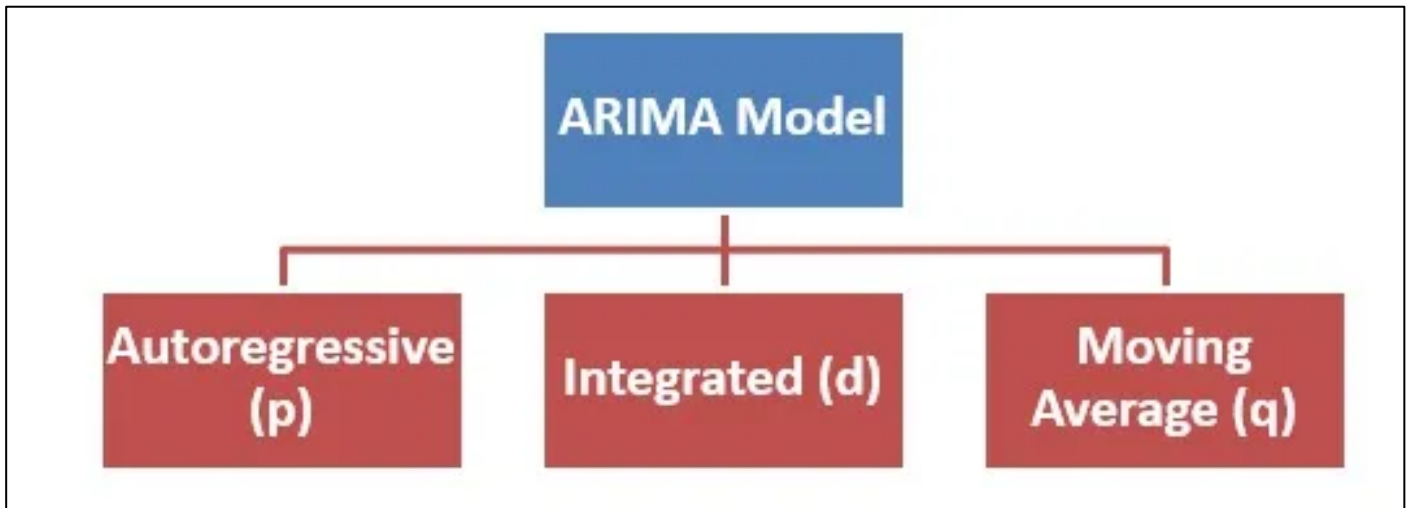 ARIMA Model
Autoregressive
(p)
Integrated (d)
Moving
Average (q)